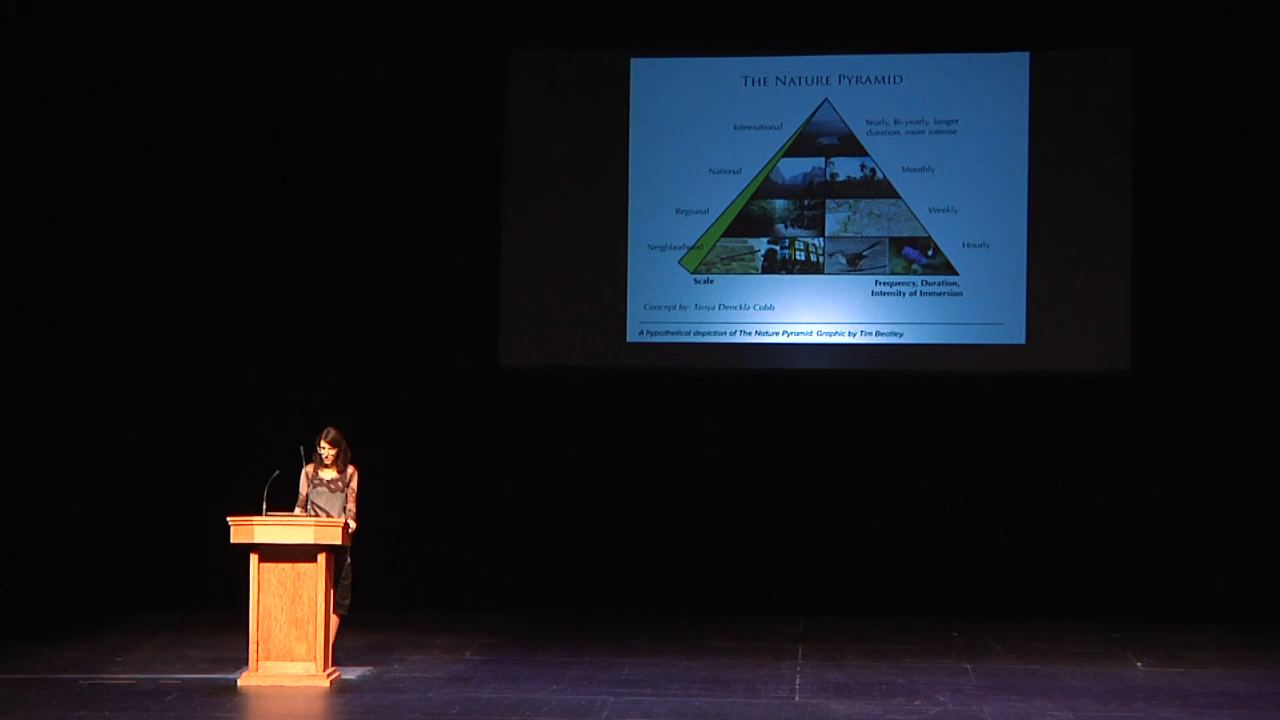 THE NATURE PYRAMID
International
Yearly, Bi-yearly, longer
duration, more intense
National
Monthly
Regional
Weekly
Neighborhood
Hourly
Scale
Frequency, Duration,
Intensity of Immersion
Concept by: Tanya Denckla-Cobb
A hypothetical depiction of The Nature Pyramid. Graphic by Tim Beatley.